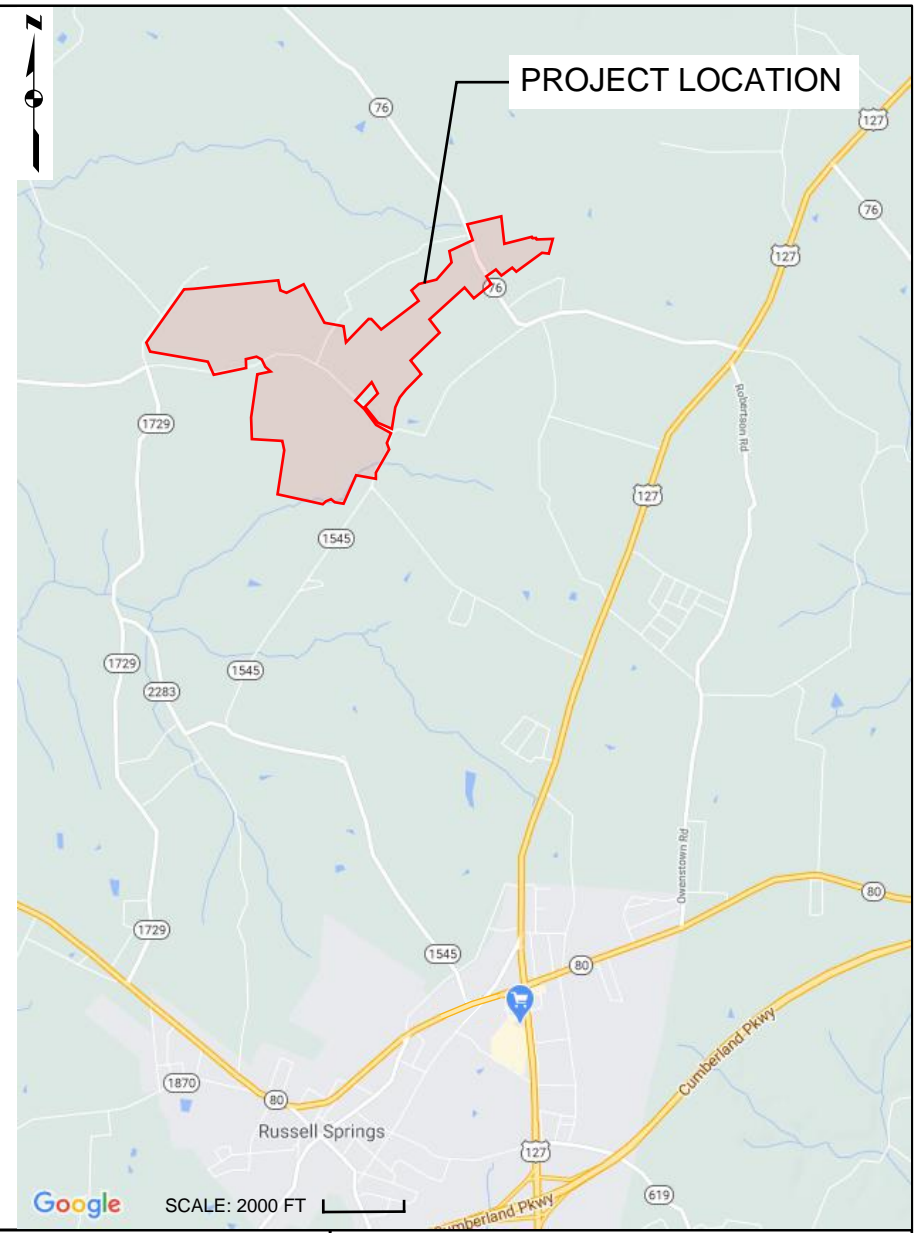 N
PROJECT LOCATION
76
127
76
127
76
Robertson Rd
1729
127
1545
1729
1545
2283
Owenstown Rd
80
1729
1545
80
Cumberland Pkwy
1870
80
Russell Springs
127
619
Google
SCALE: 2000 FT
Cumberland Pkwy